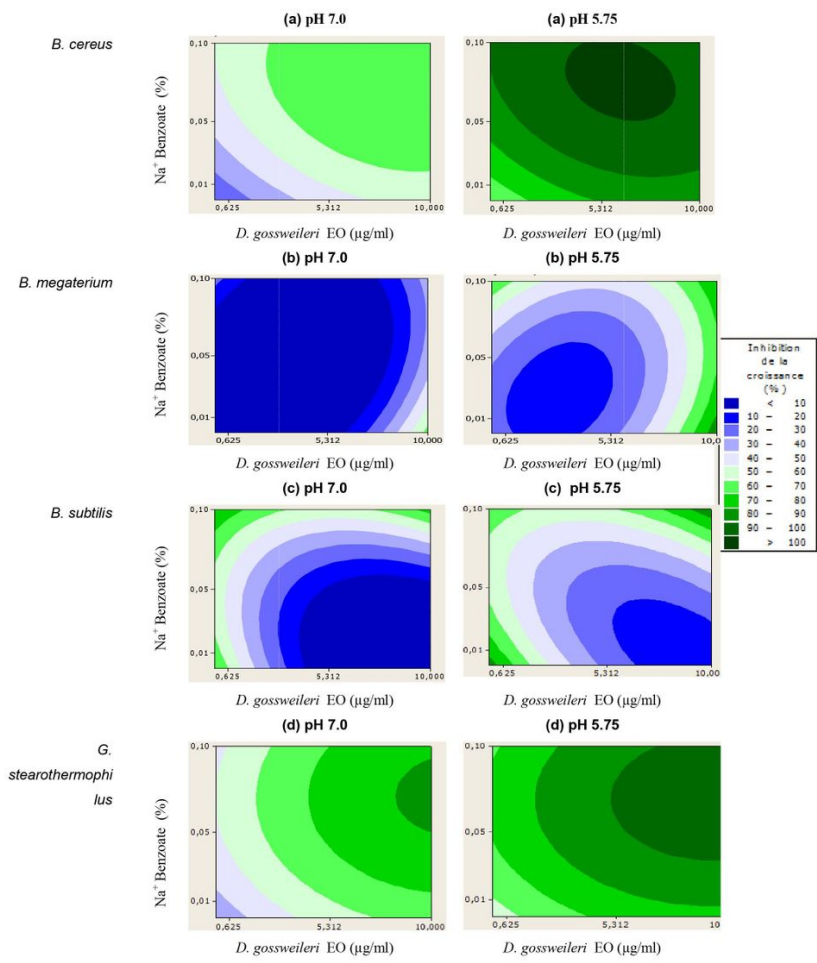 (a) pH 7.0
(a) pH 5.75
B. cereus
Na+ Benzoate (%)
0,10
0,05
0,01
0,625 5,312 10,000
D. gossweileri EO (µg/ml)
0,10
0,05
0,01
0,625 5,312 10,000
D. gossweileri EO (µg/ml)
(b) pH 7.0
(b) pH 5.75
B. megaterium
Na+ Benzoate (%)
0,10
0,05
0,01
0,625 5,312 10,000
D. gossweileri EO (µg/ml)
0,10
0,05
0,01
0,625 5,312 10,0
D. gossweileri EO (µg/ml)
Inhibition
de la
croissance
(%)
< 10
10 – 20
20 – 30
30 – 40
40 – 50
50 – 60
60 – 70
70 – 80
80 – 90
90 – 100
> 100
(c) pH 7.0
(c) pH 5.75
B. subtilis
Na+ Benzoate (%)
0,10
0,05
0,01
0,625 5,312 10,000
D. gossweileri EO (µg/ml)
0,10
0,05
0,01
0,625 5,312 10,00
D. gossweileri EO (µg/ml)
(d) pH 7.0
(d) pH 5.75
G.
stearothermophi
lus
Na+ Benzoate (%)
0,10
0,05
0,01
0,625 5,312 10,000
D. gossweileri EO (µg/ml)
0,10
0,05
0,01
0,625 5,312 10
D. gossweileri EO (µg/ml)